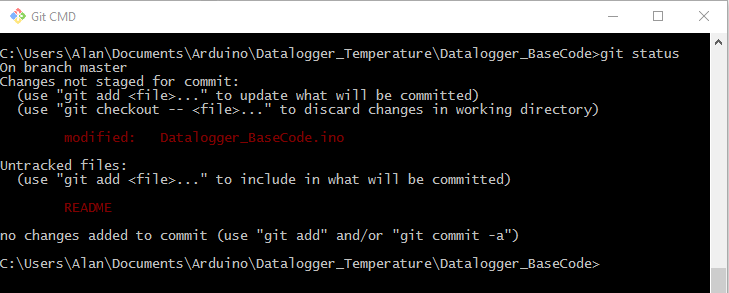 Git CMD
C:\Users\Alan\Documents\Arduino\Datalogger_Temperature\Datalogger_BaseCode>git status
On branch master
Changes not staged for commit:
  (use "git add <file>..." to update what will be committed)
  (use "git checkout -- <file>..." to discard changes in working directory)
        modified:   Datalogger_BaseCode.ino
Untracked files:
  (use "git add <file>..." to include in what will be committed)
        README
no changes added to commit (use "git add" and/or "git commit -a")
C:\Users\Alan\Documents\Arduino\Datalogger_Temperature\Datalogger_BaseCode>